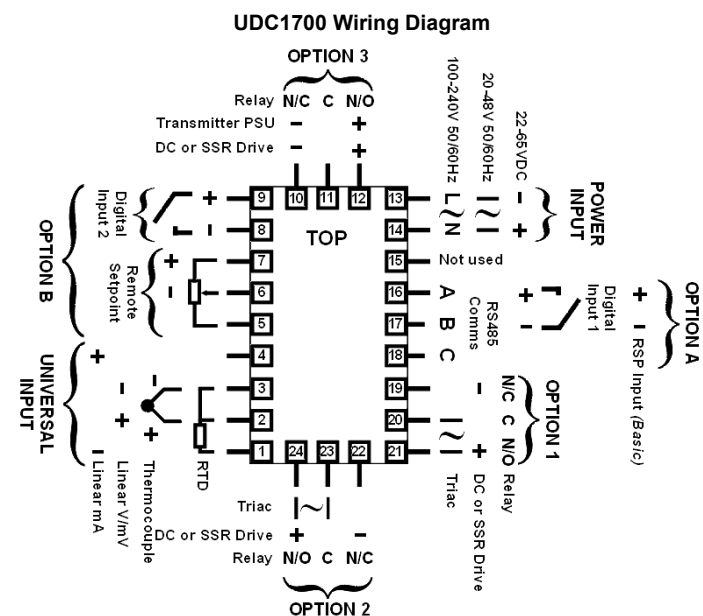 UDC1700 Wiring Diagram
OPTION 3
Relay N/C C N/O
Transmitter PSU − +
DC or SSR Drive − +
100-240V 50/60Hz
20-48V 50/60Hz
22-65VDC
POWER
INPUT
L ~ N
~
− +
9 10 11 12 13
8 14
7 15
6 16
5 17
4 18
3 19
2 20
1 24 23 22 21
TOP
OPTION B
Digital
Input 2
+
−
Remote
Setpoint
+
−
Not used
A
B
C
RS485
Comms
+
−
Digital
Input 1
+
−
RSP Input (Basic)
OPTION A
UNIVERSAL
INPUT
+
− Linear mA
−
+
Linear V/mV
−
+
Thermocouple
RTD
~
Triac
−
+
DC or SSR Drive
N/C C N/O Relay
OPTION 1
Triac ~
DC or SSR Drive + −
Relay N/O C N/C
OPTION 2